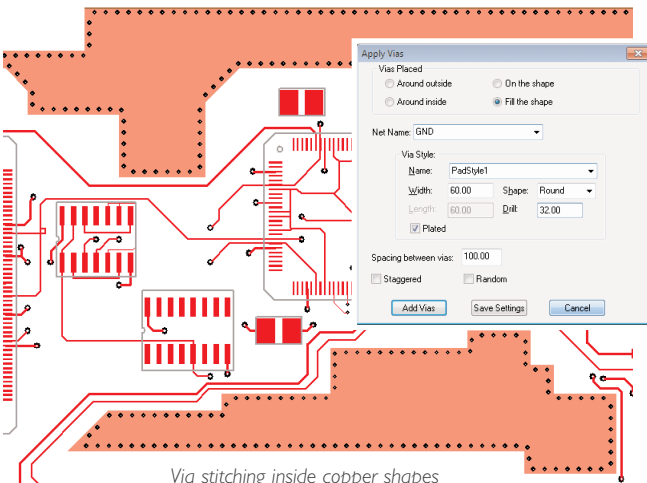 Apply Vias
Vias Placed
Around outside
On the shape
Around inside
Fill the shape
Net Name: GND
Via Style:
Name: PadStyle1
Width: 60.00 Shape: Round
Length: 60.00 Drill: 32.00
Plated
Spacing between vias: 100.00
Staggered Random
Add Vias Save Settings Cancel
Via stitching inside copper shapes